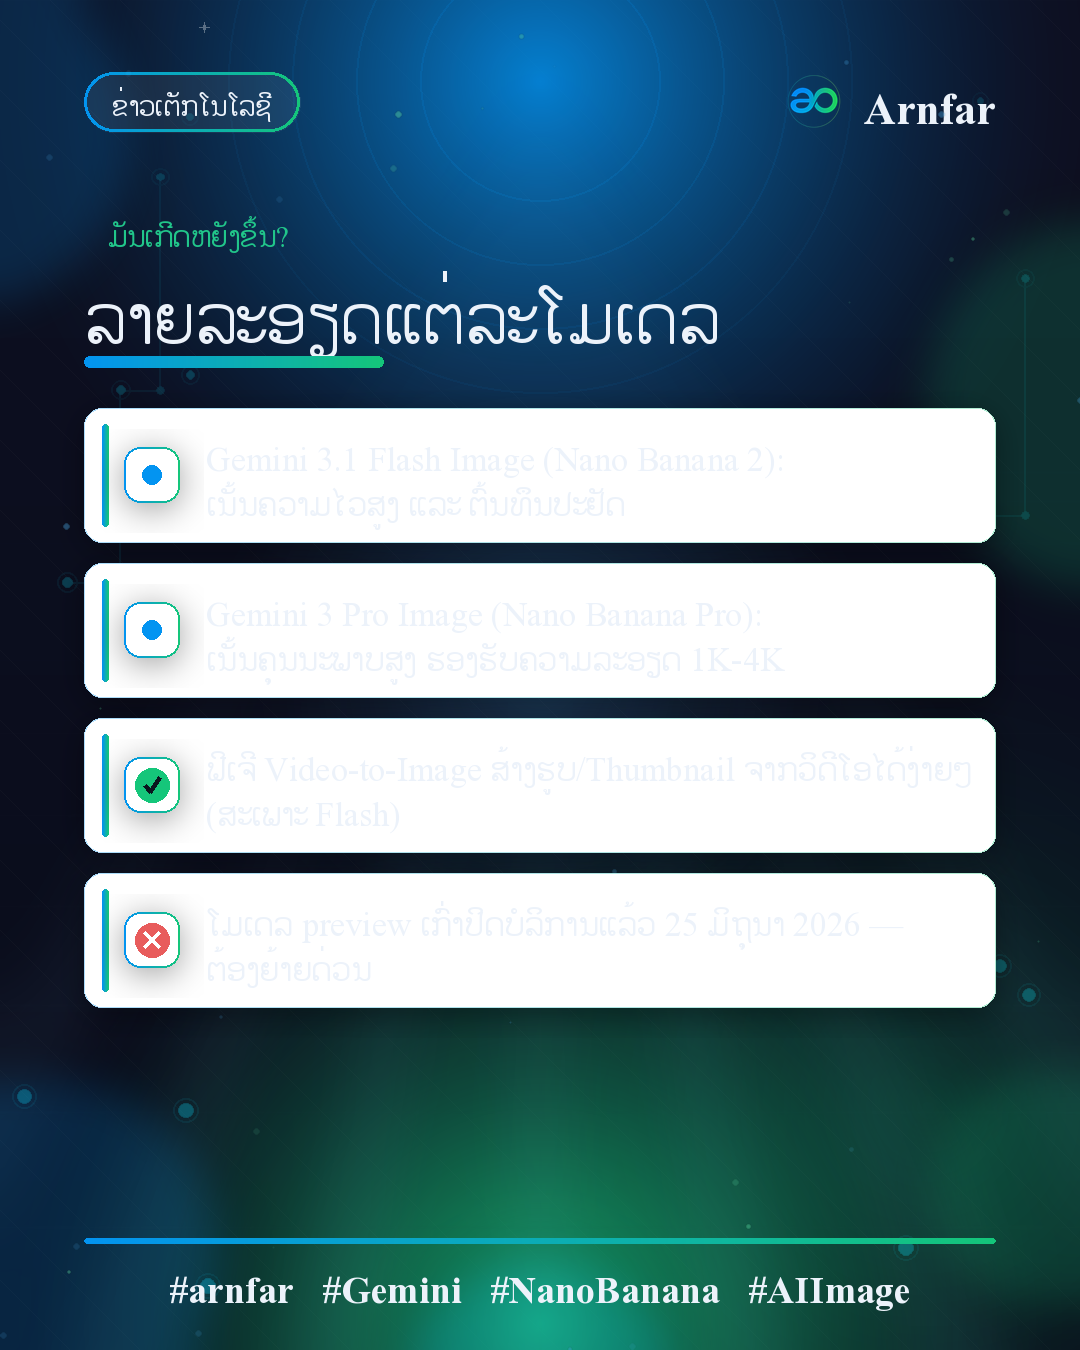 ຂ່າວເຕັກໂນໂລຊີ
Arnfar
ມັນເກີດຫຍັງຂຶ້ນ?
ລາຍລະອຽດແຕ່ລະໂມເດລ
Gemini 3.1 Flash Image (Nano Banana 2):
ເນັ້ນຄວາມໄວສູງ ແລະ ຕົ້ນທຶນປະຢັດ
Gemini 3 Pro Image (Nano Banana Pro):
ເນັ້ນຄຸນນະພາບສູງ ຮອງຮັບຄວາມລະອຽດ 1K-4K
ຟີເຈີ Video-to-Image ສ້າງຮູບ/Thumbnail ຈາກວິດີໂອໄດ້ງ່າຍໆ
(ສະເພາະ Flash)
ໂມເດລ preview ເກົ່າປິດບໍລິການແລ້ວ 25 ມິຖຸນາ 2026 —
ຕ້ອງຍ້າຍດ່ວນ
#arnfar #Gemini #NanoBanana #AIImage